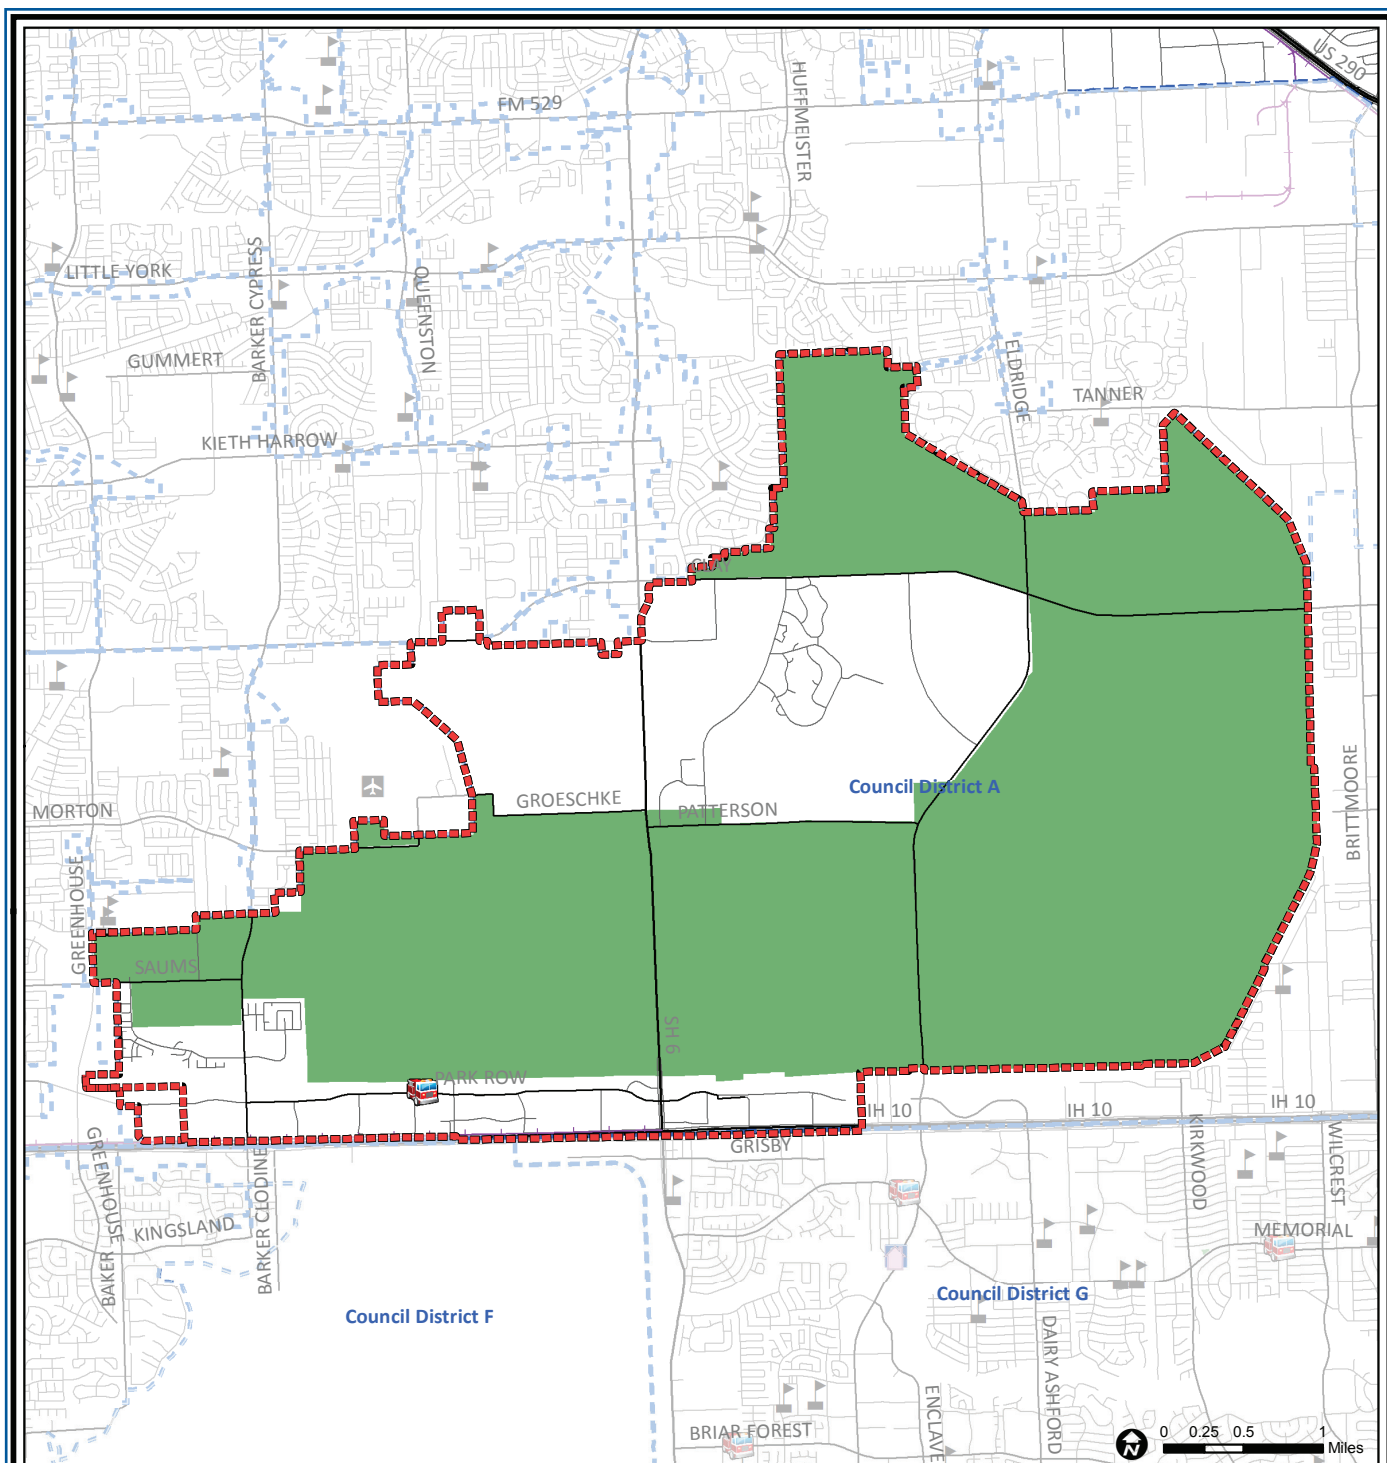 US 290
FM 529
HUFFMEISTER
LITTLE YORK
BARKER CYPRESS
QUEENSTON
GUMMERT
ELDRIDGE
TANNER
KIETH HARROW
CLAY
Council District A
GROESCHKE
PATTERSON
MORTON
BRITTMOORE
GREENHOUSE
SAUMS
SH 6
PARK ROW
IH 10
IH 10
IH 10
GRISBY
GREENHOUSE
BARKER CLODINE
KIRKWOOD
WILCREST
KINGSLAND
MEMORIAL
BAKER
Council District G
Council District F
DAIRY ASHFORD
ENCLAVE
BRIAR FOREST
N
0 0.25 0.5 1
Miles